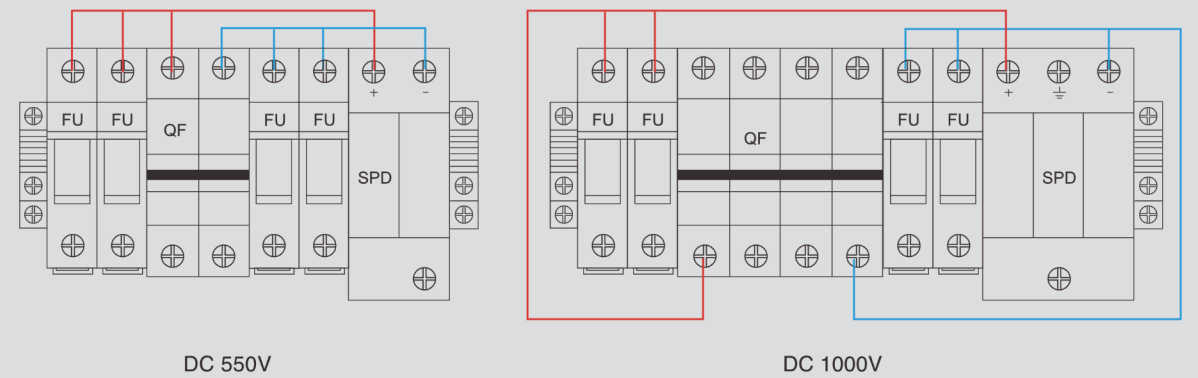 + -
FU FU QF FU FU
SPD
DC 550V
+ ⏚ -
FU FU QF FU FU
SPD
DC 1000V